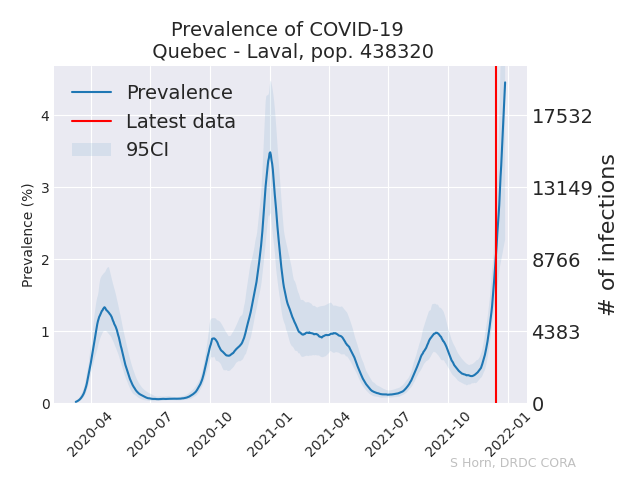 Prevalence of COVID-19
Quebec - Laval, pop. 438320
Prevalence
Latest data
95CI
Prevalence (%)
4
3
2
1
0
17532
13149
8766
4383
0
# of infections
2020-04
2020-07
2020-10
2021-01
2021-04
2021-07
2021-10
2022-01
S Horn, DRDC CORA